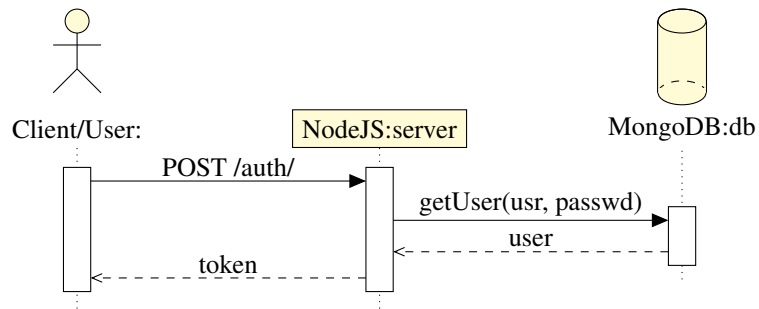 Client/User:
NodeJS:server
MongoDB:db
POST /auth/
getUser(usr, passwd)
user
token